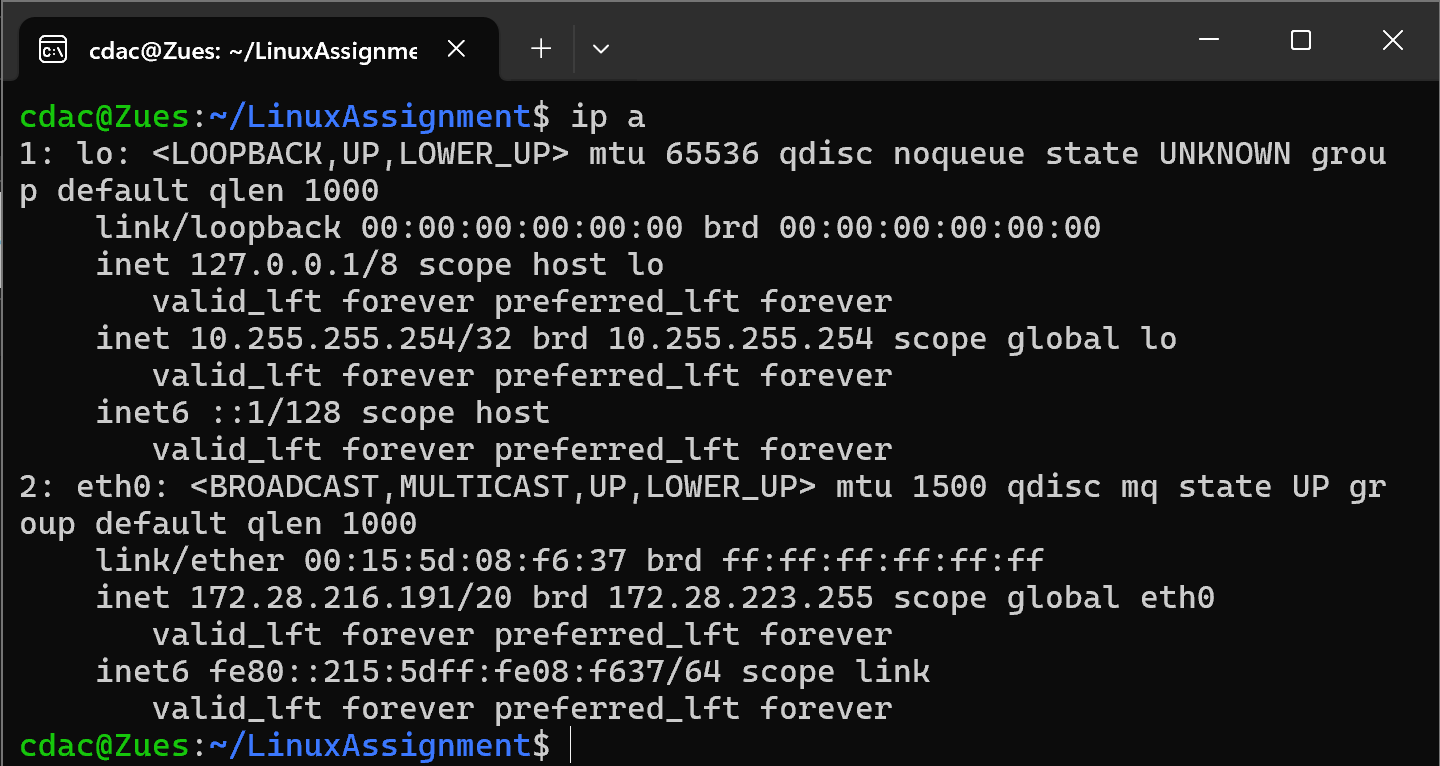 cdac@Zues: ~/LinuxAssignme
cdac@Zues:~/LinuxAssignment$ ip a
1: lo: <LOOPBACK,UP,LOWER_UP> mtu 65536 qdisc noqueue state UNKNOWN grou
p default qlen 1000
    link/loopback 00:00:00:00:00:00 brd 00:00:00:00:00:00
    inet 127.0.0.1/8 scope host lo
       valid_lft forever preferred_lft forever
    inet 10.255.255.254/32 brd 10.255.255.254 scope global lo
       valid_lft forever preferred_lft forever
    inet6 ::1/128 scope host
       valid_lft forever preferred_lft forever
2: eth0: <BROADCAST,MULTICAST,UP,LOWER_UP> mtu 1500 qdisc mq state UP gr
oup default qlen 1000
    link/ether 00:15:5d:08:f6:37 brd ff:ff:ff:ff:ff:ff
    inet 172.28.216.191/20 brd 172.28.223.255 scope global eth0
       valid_lft forever preferred_lft forever
    inet6 fe80::215:5dff:fe08:f637/64 scope link
       valid_lft forever preferred_lft forever
cdac@Zues:~/LinuxAssignment$